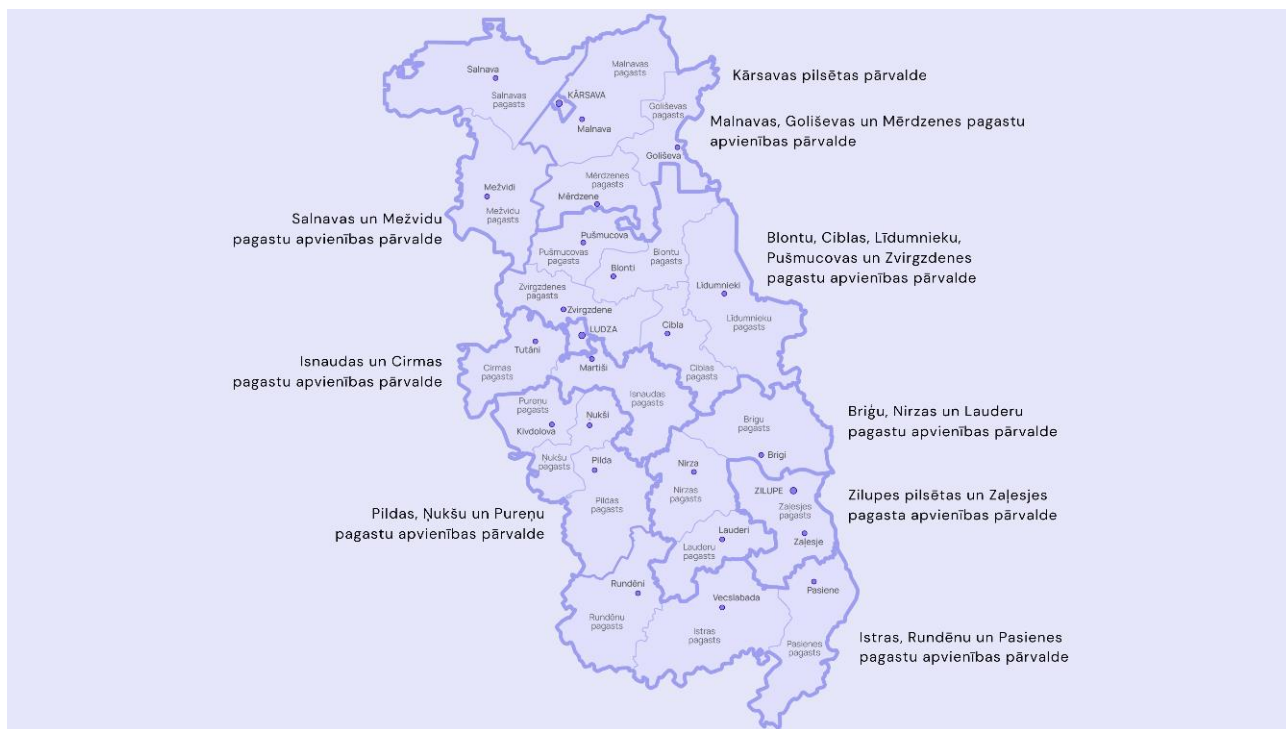 Malnavas
pagasts
Salnava
Salnavas
pagasts
KĀRSAVA
Malnava
Goliševas
pagasts
Goliševa
Kārsavas pilsētas pārvalde
Malnavas, Goliševas un Mērdzenes pagastu
apvienības pārvalde
Mērdzenes
pagasts
Mērdzene
Mežvidi
Mežvidu
pagasts
Salnavas un Mežvidu
pagastu apvienības pārvalde
Pušmucova
Pušmucovas
pagasts
Blontu
pagasts
Blonti
Blontu, Ciblas, Līdumnieku,
Pušmucovas un Zvirgzdenes
pagastu apvienības pārvalde
Zvirgzdenes
pagasts
Zvirgzdene
Līdumnieki
Līdumnieku
pagasts
LUDZA
Cibla
Tutāni
Cirmas
pagasts
Martiši
Ciblas
pagasts
Isnaudas un Cirmas
pagastu apvienības pārvalde
Isnaudas
pagasts
Pureņu
pagasts
Kivdolova
Ņukši
Ņukšu
pagasts
Brigu
pagasts
Brigi
Briģu, Nirzas un Lauderu
pagastu apvienības pārvalde
Pilda
Pildas
pagasts
Nirza
Nirzas
pagasts
ZILUPE
Zaļesjes
pagasts
Zaļesje
Zilupes pilsētas un Zaļesjes
pagasta apvienības pārvalde
Pildas, Ņukšu un Pureņu
pagastu apvienības pārvalde
Lauderi
Lauderu
pagasts
Rundēni
Rundēnu
pagasts
Vecslabada
Istras
pagasts
Pasiene
Pasienes
pagasts
Istras, Rundēnu un Pasienes
pagastu apvienības pārvalde